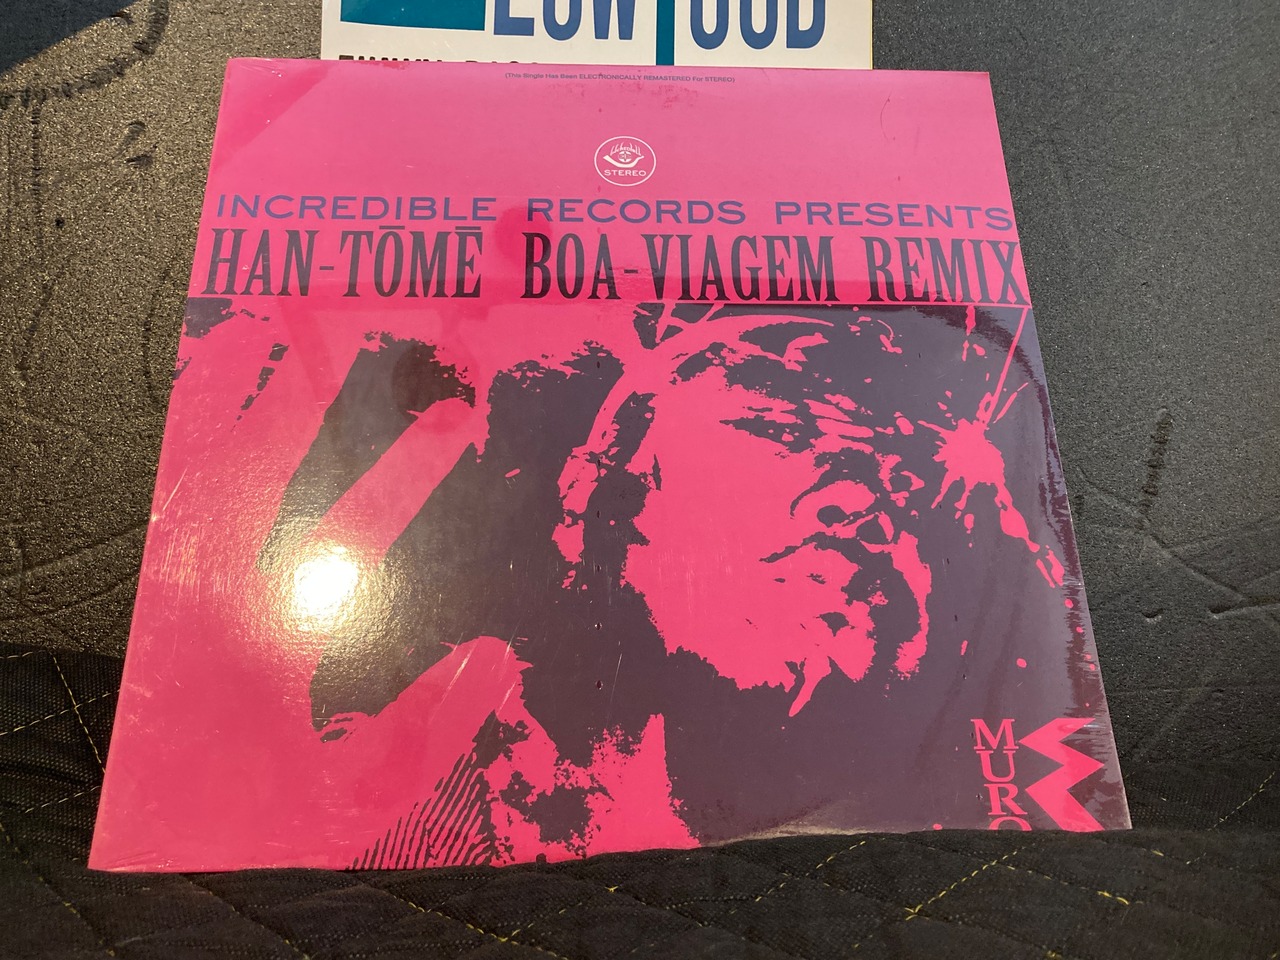 (This Single Has Been ELECTRONICALLY REMASTERED For STEREO)
STEREO
INCREDIBLE RECORDS PRESENTS
HAN-TŌMĒ BOA-VIAGEM REMIX
MURO